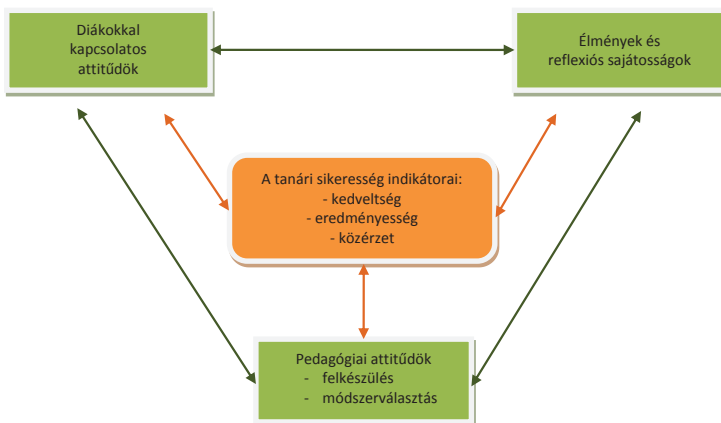 Diákokkal
kapcsolatos
attitűdök
Élmények és
reflexiós sajátosságok
A tanári sikeresség indikátorai:
- kedveltség
- eredményesség
- közérzet
Pedagógiai attitűdök
- felkészülés
- módszerválasztás